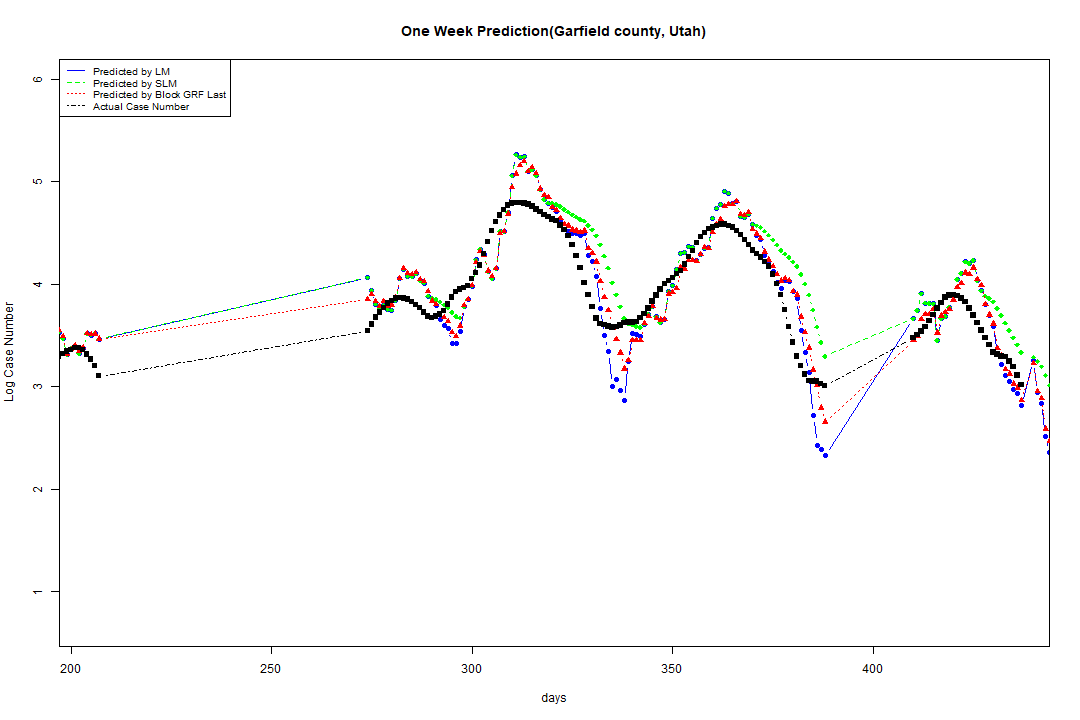 One Week Prediction(Garfield county, Utah)
Predicted by LM
Predicted by SLM
Predicted by Block GRF Last
Actual Case Number
6
5
4
3
2
1
Log Case Number
200 250 300 350 400
days